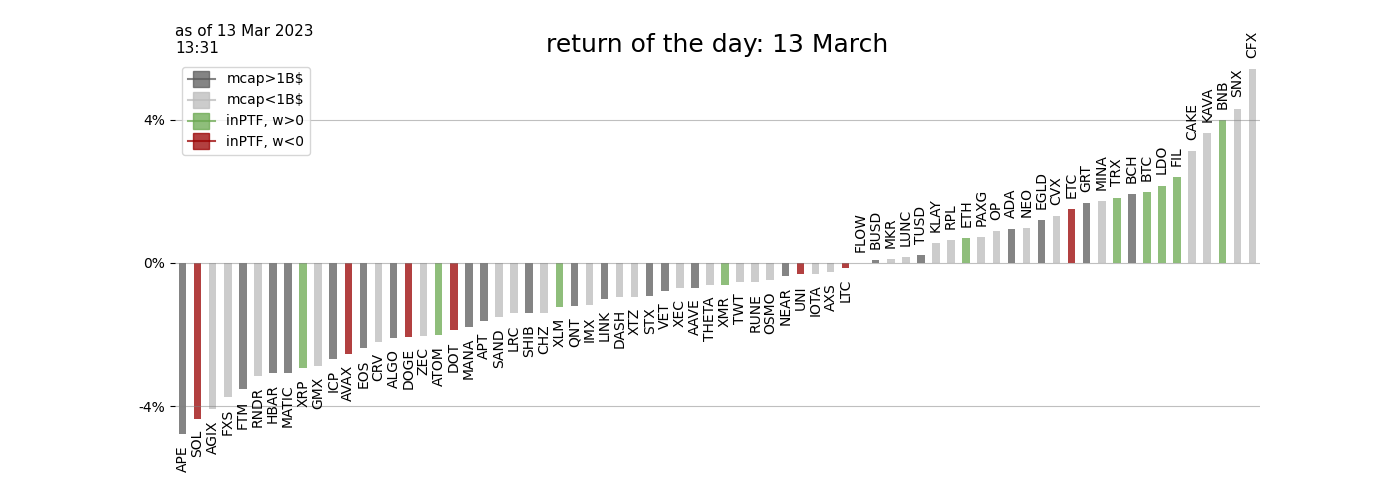 as of 13 Mar 2023
13:31
return of the day: 13 March
mcap>1B$
mcap<1B$
inPTF, w>0
inPTF, w<0
4%
0%
-4%
APE
SOL
AGIX
FXS
FTM
RNDR
HBAR
MATIC
XRP
GMX
ICP
AVAX
EOS
CRV
ALGO
DOGE
ZEC
ATOM
DOT
MANA
APT
SAND
LRC
SHIB
CHZ
XLM
QNT
IMX
LINK
DASH
XTZ
STX
VET
XEC
AAVE
THETA
XMR
TWT
RUNE
OSMO
NEAR
UNI
IOTA
AXS
LTC
FLOW
BUSD
MKR
LUNC
TUSD
KLAY
RPL
ETH
PAXG
OP
ADA
NEO
EGLD
CVX
ETC
GRT
MINA
TRX
BCH
BTC
LDO
FIL
CAKE
KAVA
BNB
SNX
CFX